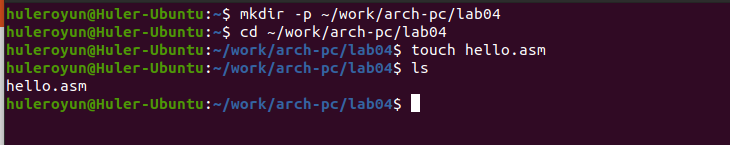 huleroyun@Huler-Ubuntu:~$ mkdir -p ~/work/arch-pc/lab04
huleroyun@Huler-Ubuntu:~$ cd ~/work/arch-pc/lab04
huleroyun@Huler-Ubuntu:~/work/arch-pc/lab04$ touch hello.asm
huleroyun@Huler-Ubuntu:~/work/arch-pc/lab04$ ls
hello.asm
huleroyun@Huler-Ubuntu:~/work/arch-pc/lab04$